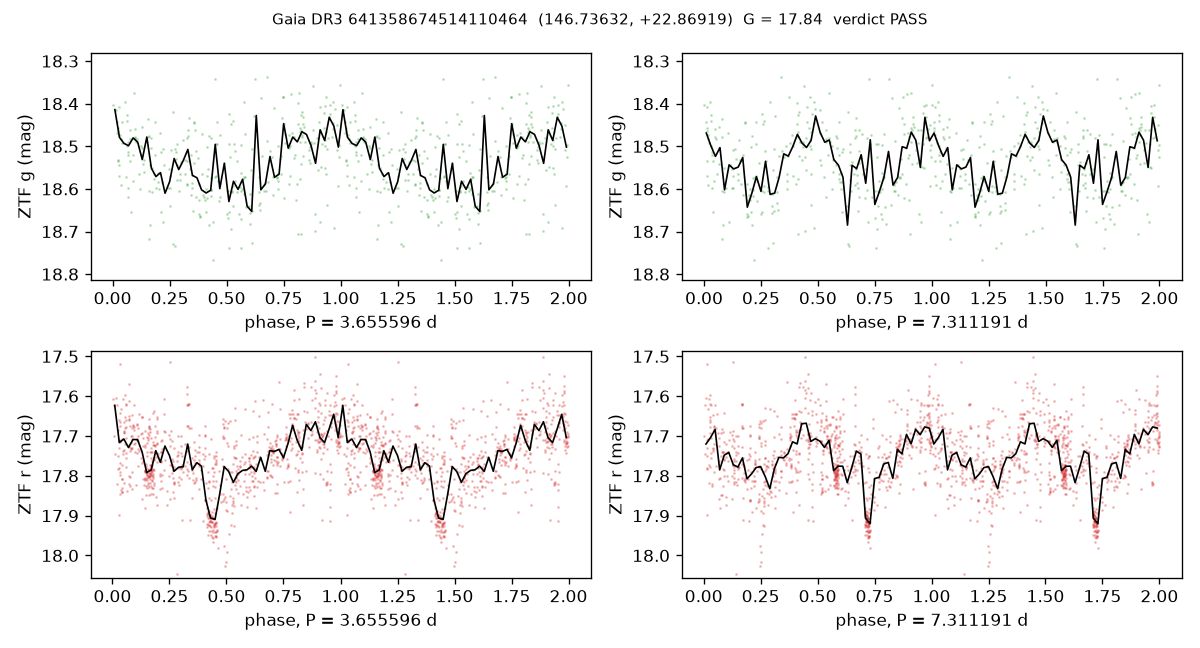 Gaia DR3 641358674514110464  (146.73632, +22.86919)  G = 17.84  verdict PASS
18.3
18.4
18.5
18.6
18.7
18.8
ZTF g (mag)
0.00 0.25 0.50 0.75 1.00 1.25 1.50 1.75 2.00
phase, P = 3.655596 d
18.3
18.4
18.5
18.6
18.7
18.8
ZTF g (mag)
0.00 0.25 0.50 0.75 1.00 1.25 1.50 1.75 2.00
phase, P = 7.311191 d
17.5
17.6
17.7
17.8
17.9
18.0
ZTF r (mag)
0.00 0.25 0.50 0.75 1.00 1.25 1.50 1.75 2.00
phase, P = 3.655596 d
17.5
17.6
17.7
17.8
17.9
18.0
ZTF r (mag)
0.00 0.25 0.50 0.75 1.00 1.25 1.50 1.75 2.00
phase, P = 7.311191 d